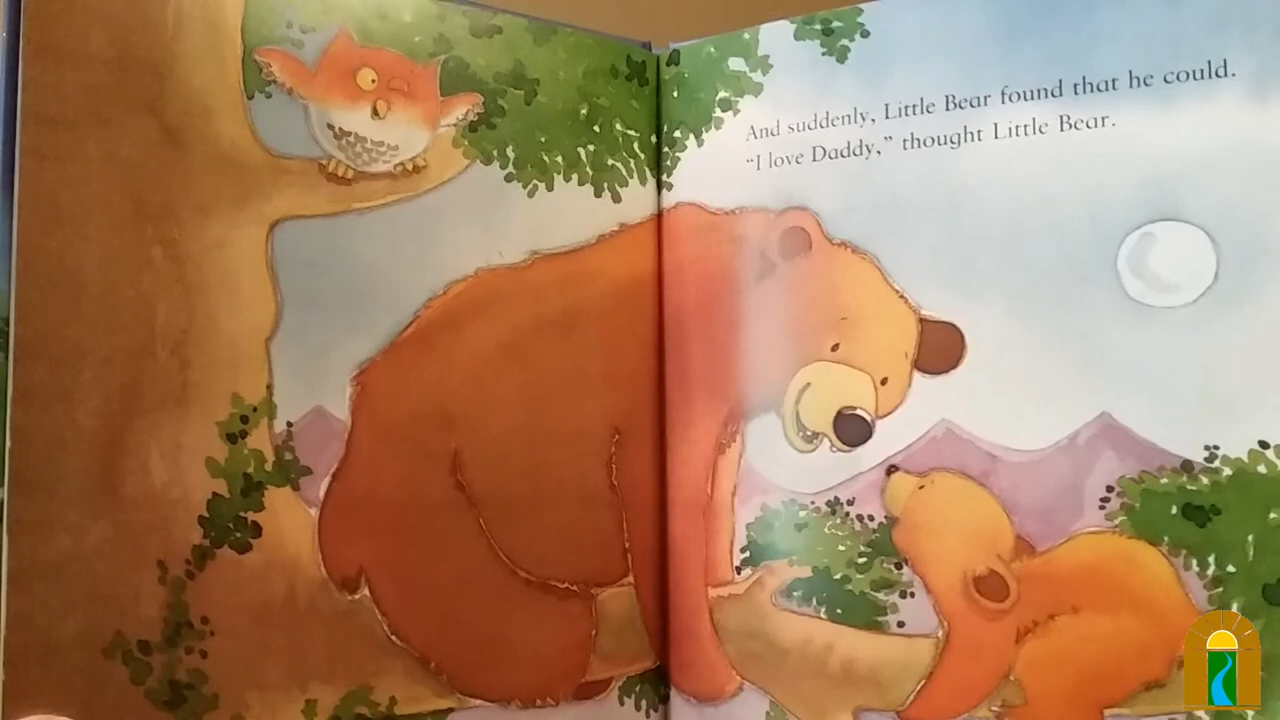 And suddenly, Little Bear found that he could.
“I love Daddy,” thought Little Bear.